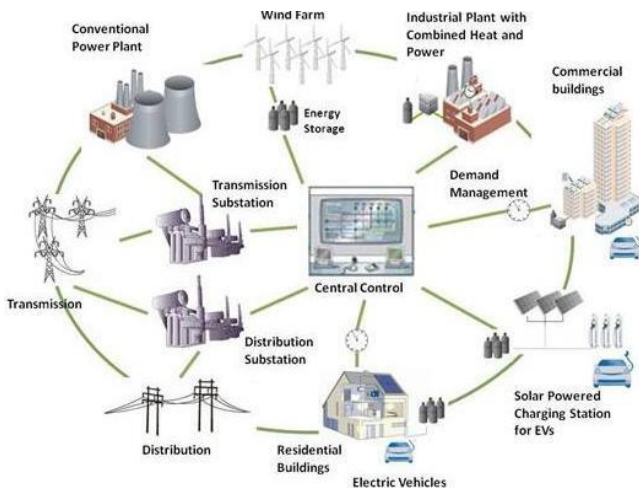 Wind Farm
Conventional
Power Plant
Industrial Plant with
Combined Heat and
Power
Commercial
buildings
Energy
Storage
Transmission
Substation
Demand
Management
Transmission
Central Control
Distribution
Substation
Solar Powered
Charging Station
for EVs
Distribution
Residential
Buildings
Electric Vehicles